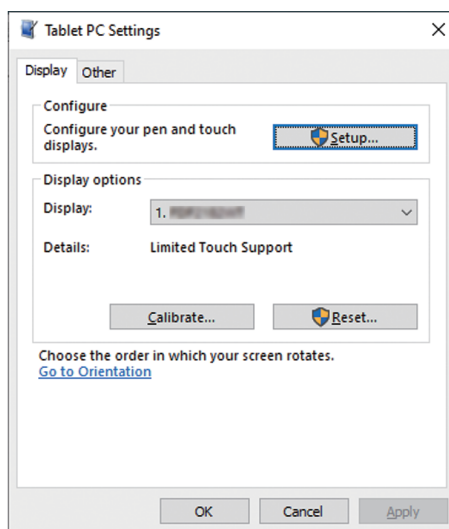 Tablet PC Settings
Display Other
Configure
Configure your pen and touch
displays.
Setup...
Display options
Display:
1.
Details:
Limited Touch Support
Calibrate...
Reset...
Choose the order in which your screen rotates.
Go to Orientation
OK
Cancel
Apply